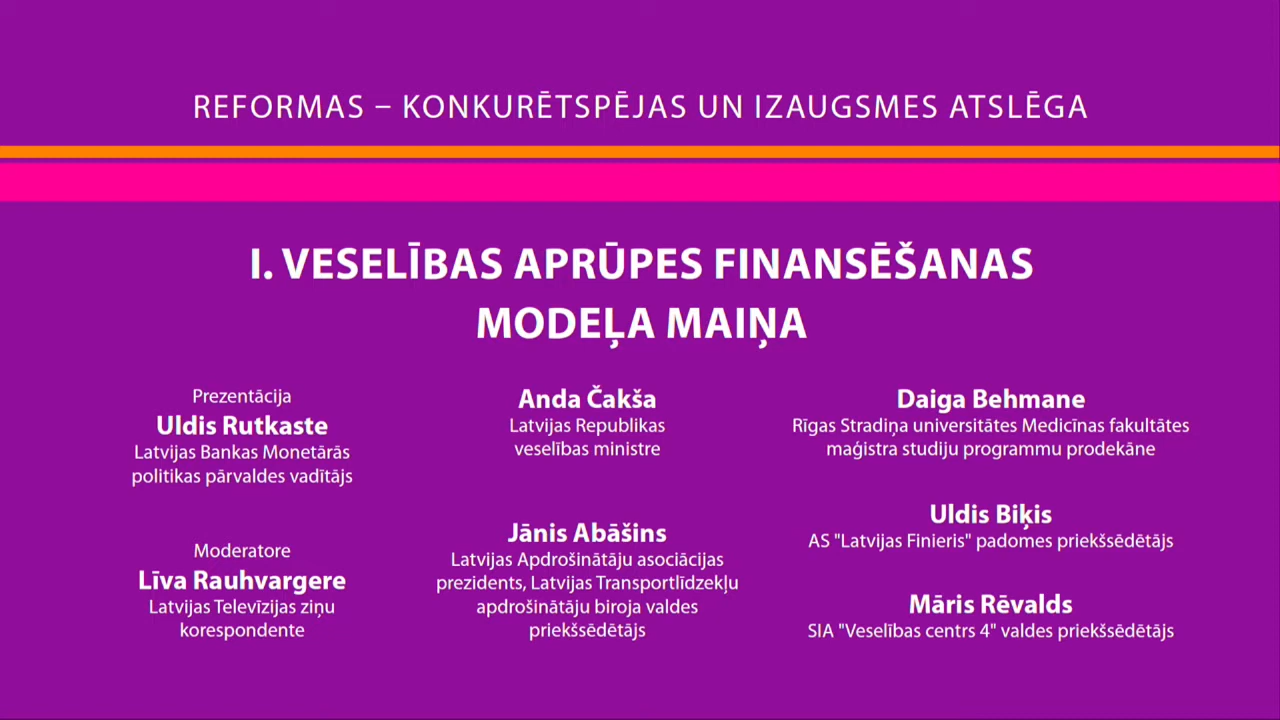 REFORMAS – KONKURĒTSPĒJAS UN IZAUGSMES ATSLĒGA
I. VESELĪBAS APRŪPES FINANSĒŠANAS
MODEĻA MAIŅA
Prezentācija
Uldis Rutkaste
Latvijas Bankas Monetārās
politikas pārvaldes vadītājs
Moderatore
Līva Rauhvargere
Latvijas Televīzijas ziņu
korespondente
Anda Čakša
Latvijas Republikas
veselības ministre
Jānis Abāšins
Latvijas Apdrošinātāju asociācijas
prezidents, Latvijas Transportlīdzekļu
apdrošinātāju biroja valdes
priekšsēdētājs
Daiga Behmane
Rīgas Stradiņa universitātes Medicīnas fakultātes
maģistra studiju programmu prodekāne
Uldis Biķis
AS "Latvijas Finieris" padomes priekšsēdētājs
Māris Rēvalds
SIA "Veselības centrs 4" valdes priekšsēdētājs